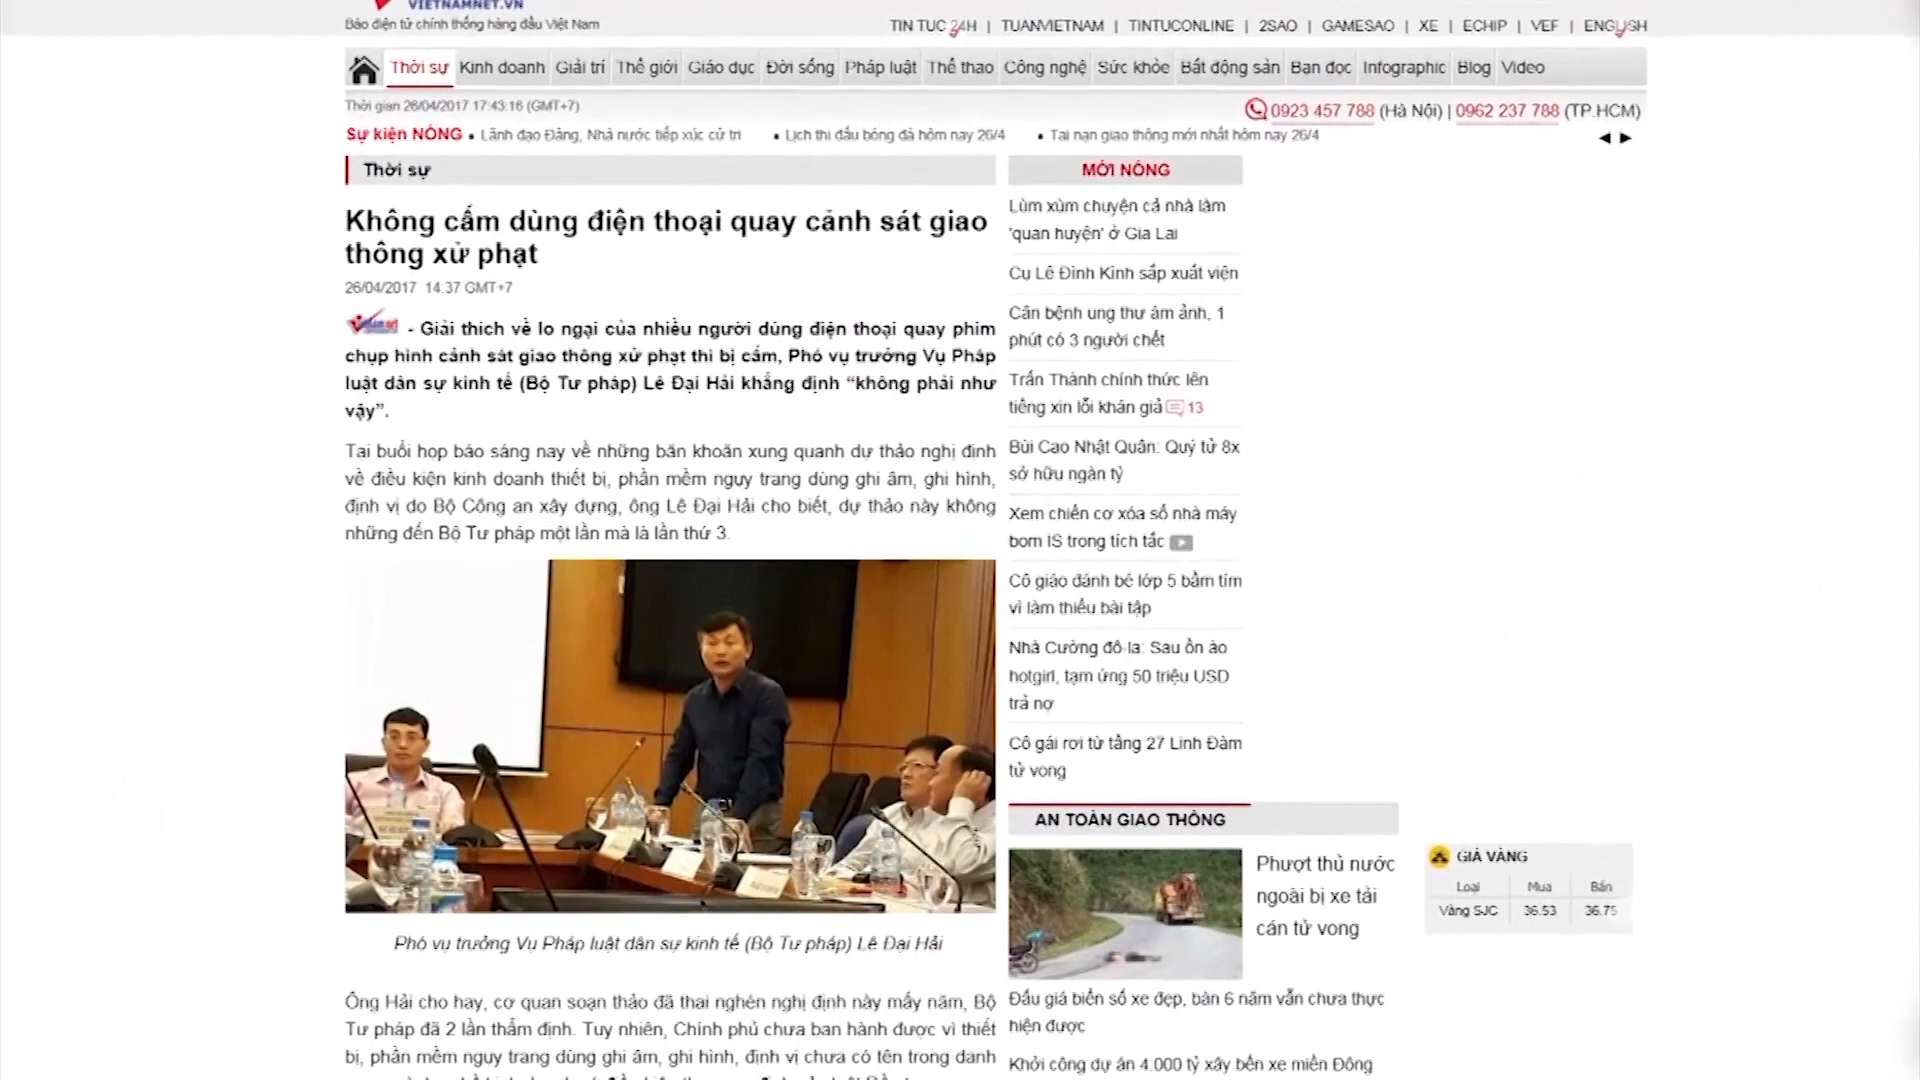 VIETNAMNET.VN
Báo điện tử chính thống hàng đầu Việt Nam
TIN TUC 24H | TUANVIETNAM | TINTUCONLINE | 2SAO | GAMESAO | XE | ECHIP | VEF | ENGLISH
Thời sự Kinh doanh Giải trí Thế giới Giáo dục Đời sống Pháp luật Thể thao Công nghệ Sức khỏe Bất động sản Bạn đọc Infographic Blog Video
Thời gian 26/04/2017 17:43:16 (GMT+7)
0923 457 788 (Hà Nội) | 0962 237 788 (TP.HCM)
Sự kiện NÓNG • Lãnh đạo Đảng, Nhà nước tiếp xúc cử tri • Lịch thi đấu bóng đá hôm nay 26/4 • Tai nạn giao thông mới nhất hôm nay 26/4
Thời sự
Không cấm dùng điện thoại quay cảnh sát giao
thông xử phạt
26/04/2017 14:37 GMT+7
- Giải thích về lo ngại của nhiều người dùng điện thoại quay phim
chụp hình cảnh sát giao thông xử phạt thì bị cấm, Phó vụ trưởng Vụ Pháp
luật dân sự kinh tế (Bộ Tư pháp) Lê Đại Hải khẳng định “không phải như
vậy”.
Tại buổi họp báo sáng nay về những băn khoăn xung quanh dự thảo nghị định
về điều kiện kinh doanh thiết bị, phần mềm ngụy trang dùng ghi âm, ghi hình,
định vị do Bộ Công an xây dựng, ông Lê Đại Hải cho biết, dự thảo này không
những đến Bộ Tư pháp một lần mà là lần thứ 3.
Phó vụ trưởng Vụ Pháp luật dân sự kinh tế (Bộ Tư pháp) Lê Đại Hải
Ông Hải cho hay, cơ quan soạn thảo đã thai nghén nghị định này mấy năm, Bộ
Tư pháp đã 2 lần thẩm định. Tuy nhiên, Chính phủ chưa ban hành được vì thiết
bị, phần mềm ngụy trang dùng ghi âm, ghi hình, định vị chưa có tên trong danh
MỚI NÓNG
Lùm xùm chuyện cả nhà làm
'quan huyện' ở Gia Lai
Cụ Lê Đình Kình sắp xuất viện
Căn bệnh ung thư ám ảnh, 1
phút có 3 người chết
Trấn Thành chính thức lên
tiếng xin lỗi khán giả 13
Bùi Cao Nhật Quân: Quý tử 8x
sở hữu ngàn tỷ
Xem chiến cơ xóa sổ nhà máy
bom IS trong tích tắc
Cô giáo đánh bé lớp 5 bầm tím
vì làm thiếu bài tập
Nhà Cường đô-la: Sau ồn ào
hotgirl, tạm ứng 50 triệu USD
trả nợ
Cô gái rơi từ tầng 27 Linh Đàm
tử vong
AN TOÀN GIAO THÔNG
Phượt thủ nước
ngoài bị xe tải
cán tử vong
Đấu giá biển số xe đẹp, bàn 6 năm vẫn chưa thực
hiện được
Khởi công dự án 4.000 tỷ xây bến xe miền Đông
GIÁ VÀNG
Loại Mua Bán
Vàng SJC 36.53 36.75